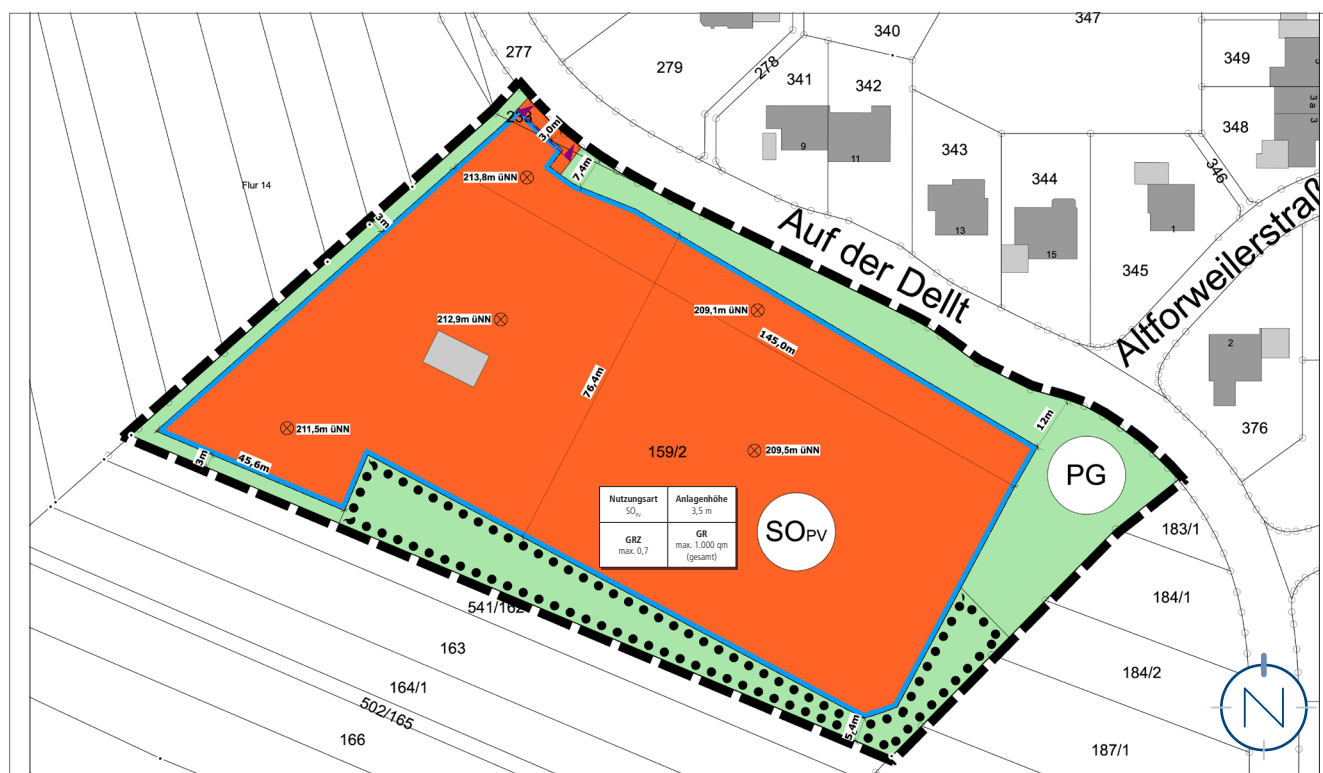 277
279
278
340
347
341
342
349
3 a
3
348
9
11
343
344
346
13
15
1
345
Flur 14
233
3,0m
7,4m
213,8m üNN
3m
Auf der Dellt
Altforweilerstraß
212,9m üNN
209,1m üNN
145,0m
76,4m
2
376
211,5m üNN
3m
45,6m
159/2
209,5m üNN
12m
PG
Nutzungsart
SOPV
Anlagenhöhe
3,5 m
GRZ
max. 0,7
GR
max. 1.000 qm
(gesamt)
SOPV
183/1
184/1
184/2
187/1
541/162
163
164/1
502/165
166
5,4m
N